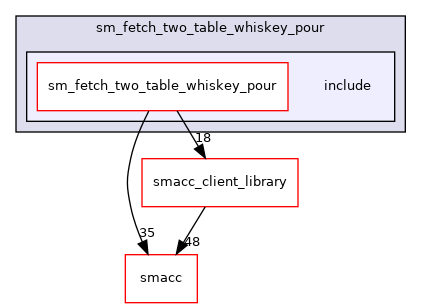 sm_fetch_two_table_whiskey_pour
sm_fetch_two_table_whiskey_pour include
18
smacc_client_library
35 48
smacc